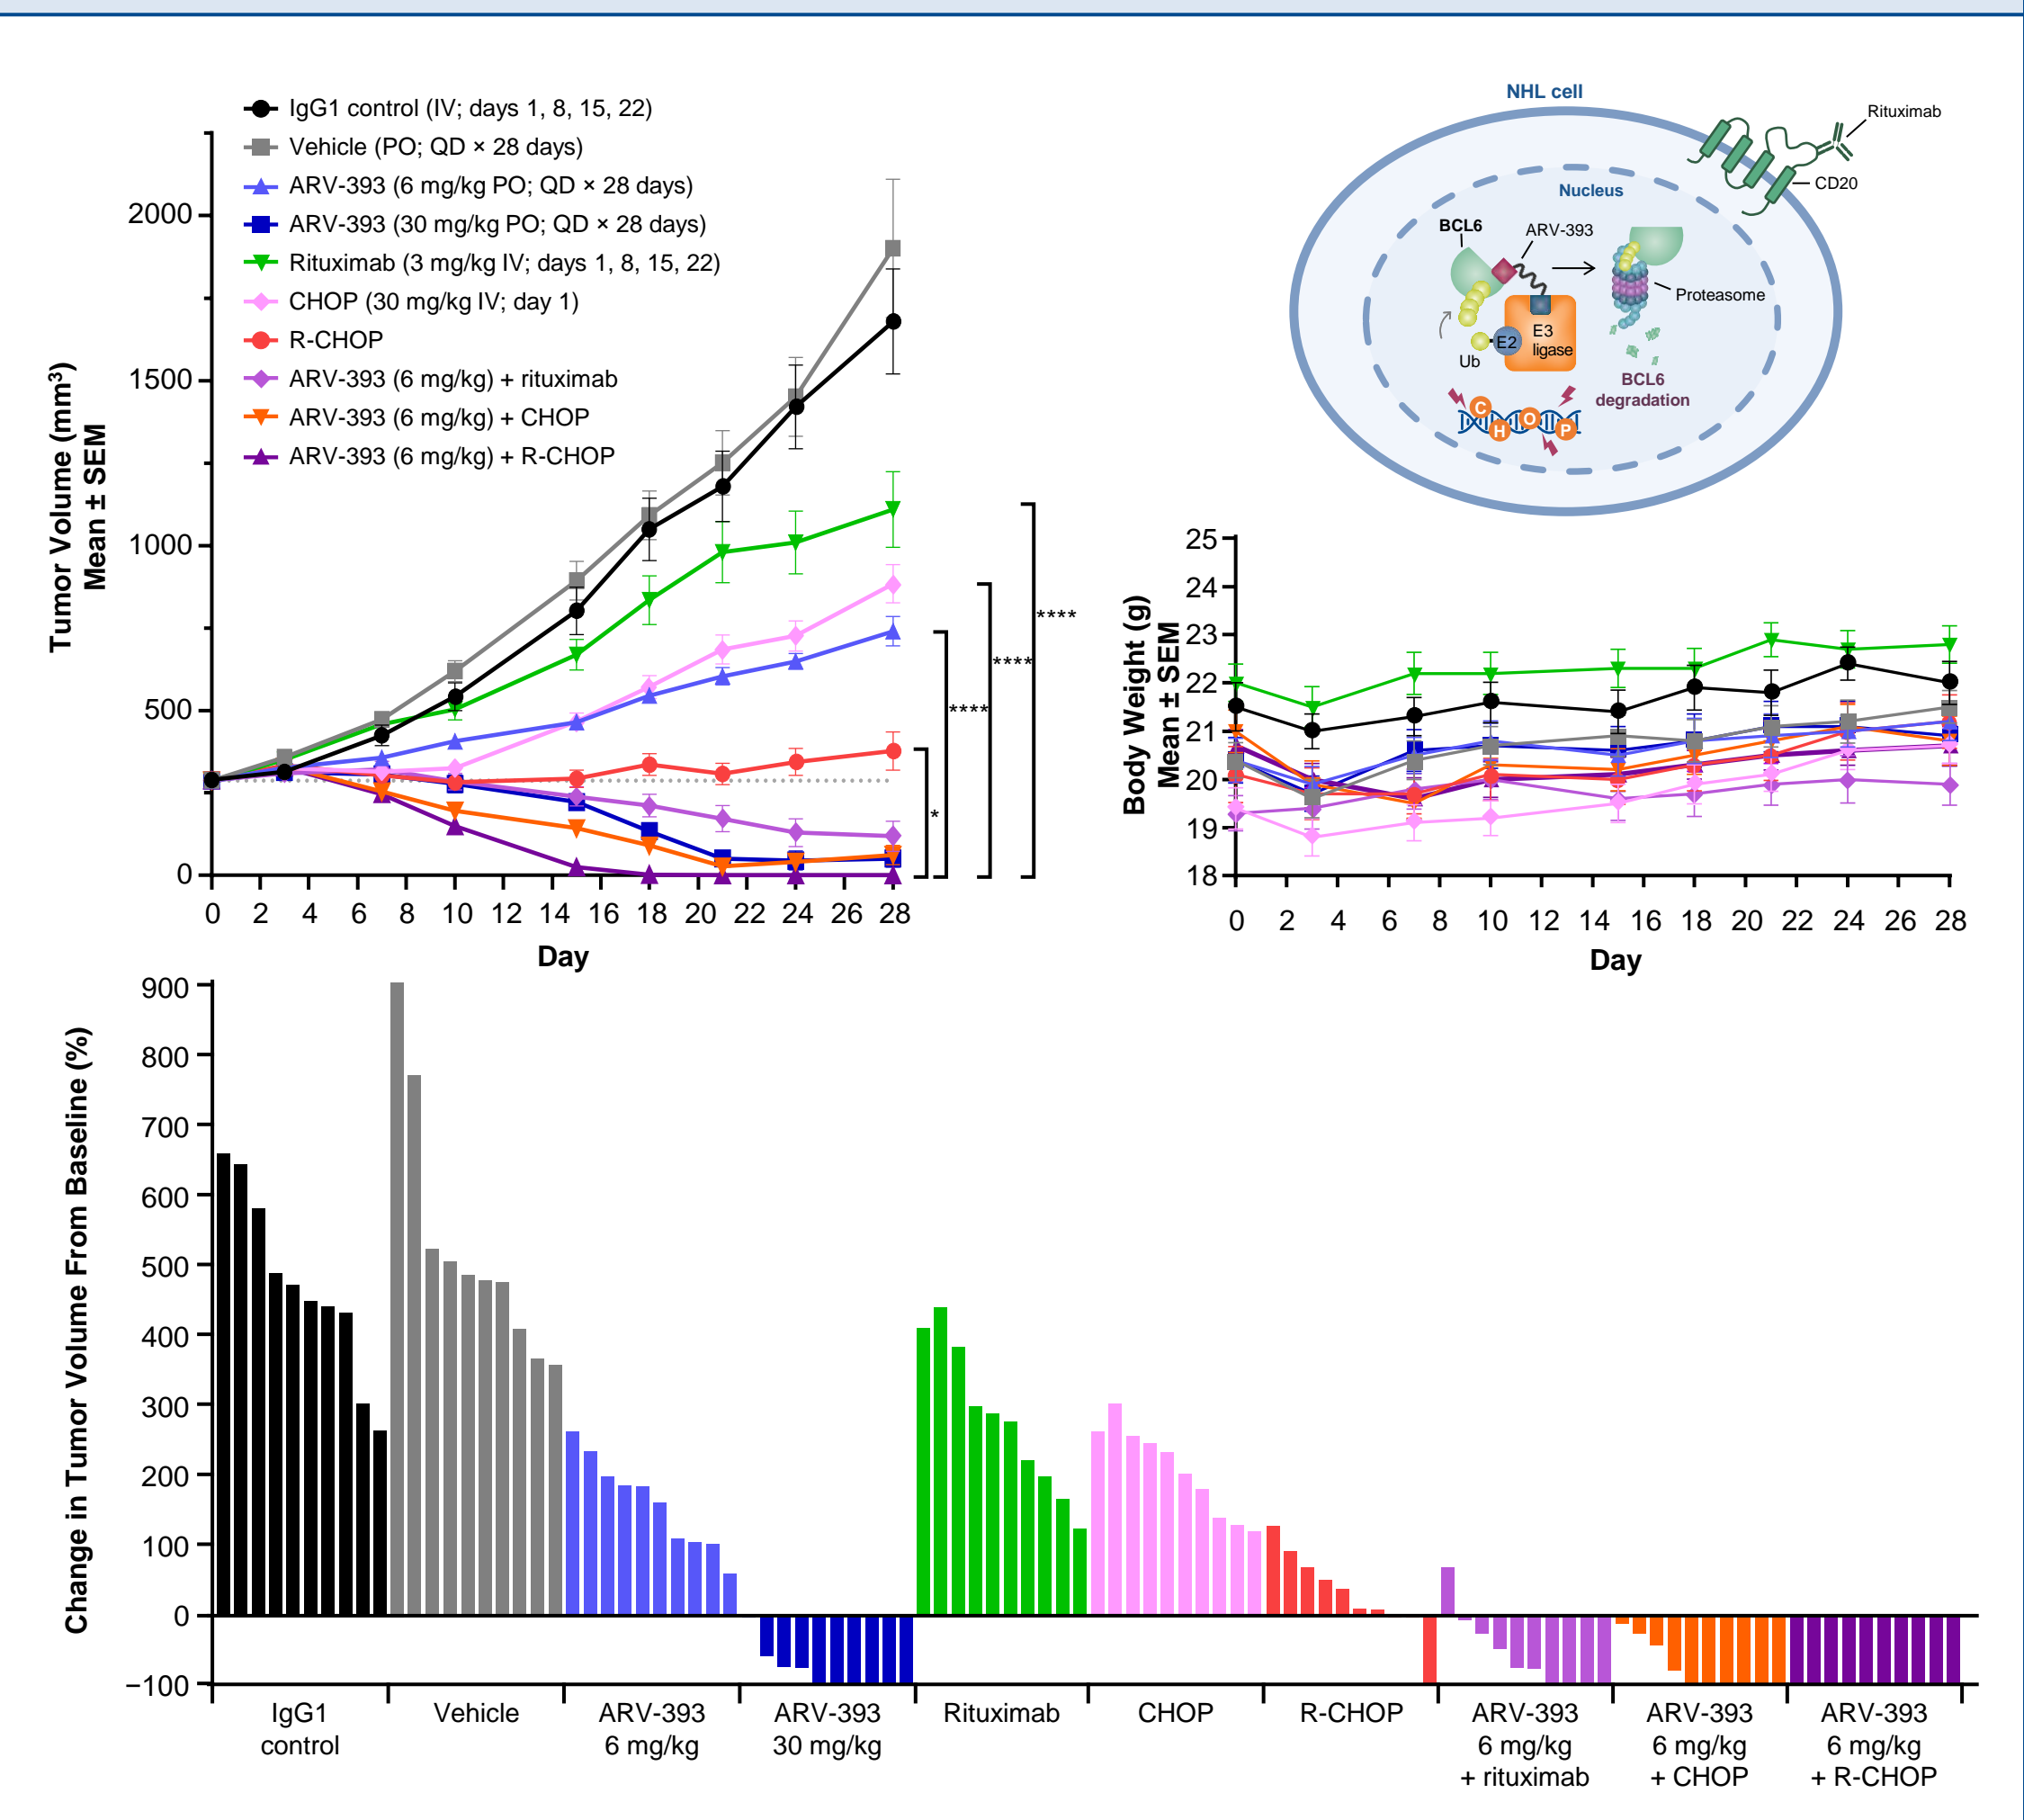 IgG1 control (IV; days 1, 8, 15, 22)
Vehicle (PO; QD × 28 days)
ARV-393 (6 mg/kg PO; QD × 28 days)
ARV-393 (30 mg/kg PO; QD × 28 days)
Rituximab (3 mg/kg IV; days 1, 8, 15, 22)
CHOP (30 mg/kg IV; day 1)
R-CHOP
ARV-393 (6 mg/kg) + rituximab
ARV-393 (6 mg/kg) + CHOP
ARV-393 (6 mg/kg) + R-CHOP
Tumor Volume (mm³)
Mean ± SEM
2000
1500
1000
500
0
0 2 4 6 8 10 12 14 16 18 20 22 24 26 28
Day
*
****
****
****
NHL cell
Rituximab
CD20
Nucleus
BCL6
ARV-393
Proteasome
E3
ligase
E2
Ub
BCL6
degradation
C
H
O
P
Body Weight (g)
Mean ± SEM
25
24
23
22
21
20
19
18
0 2 4 6 8 10 12 14 16 18 20 22 24 26 28
Day
Change in Tumor Volume From Baseline (%)
900
800
700
600
500
400
300
200
100
0
−100
IgG1
control
Vehicle
ARV-393
6 mg/kg
ARV-393
30 mg/kg
Rituximab
CHOP
R-CHOP
ARV-393
6 mg/kg
+ rituximab
ARV-393
6 mg/kg
+ CHOP
ARV-393
6 mg/kg
+ R-CHOP